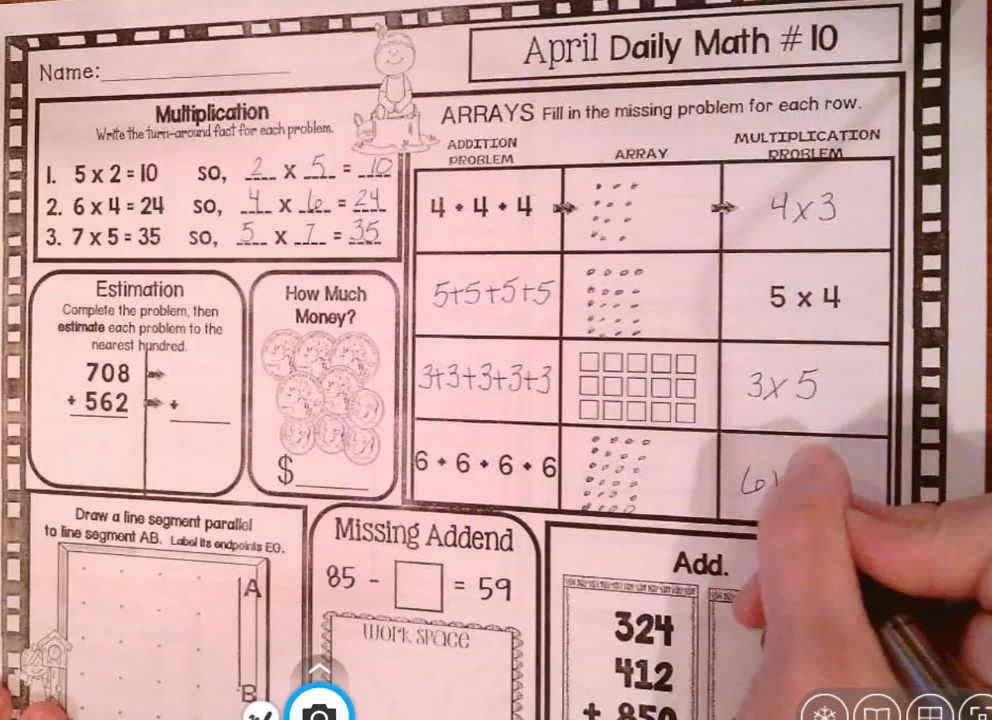 April Daily Math # 10
Name:
Multiplication
Write the turn-around fact for each problem.
1. 5 x 2 = 10 so, 2 x 5 = 10
2. 6 x 4 = 24 so, 4 x 6 = 24
3. 7 x 5 = 35 so, 5 x 7 = 35
ARRAYS Fill in the missing problem for each row.
ADDITION PROBLEM
ARRAY
MULTIPLICATION PROBLEM
4 + 4 + 4
4 x 3
5+5+5+5
5 x 4
3+3+3+3+3
3 x 5
6 + 6 + 6 + 6
6
Estimation
Complete the problem, then
estimate each problem to the
nearest hundred.
708
+ 562 +
How Much
Money?
$
Draw a line segment parallel
to line segment AB. Label its endpoints EG.
A
B
Missing Addend
85 - = 59
work space
Add.
324
412
+ 850